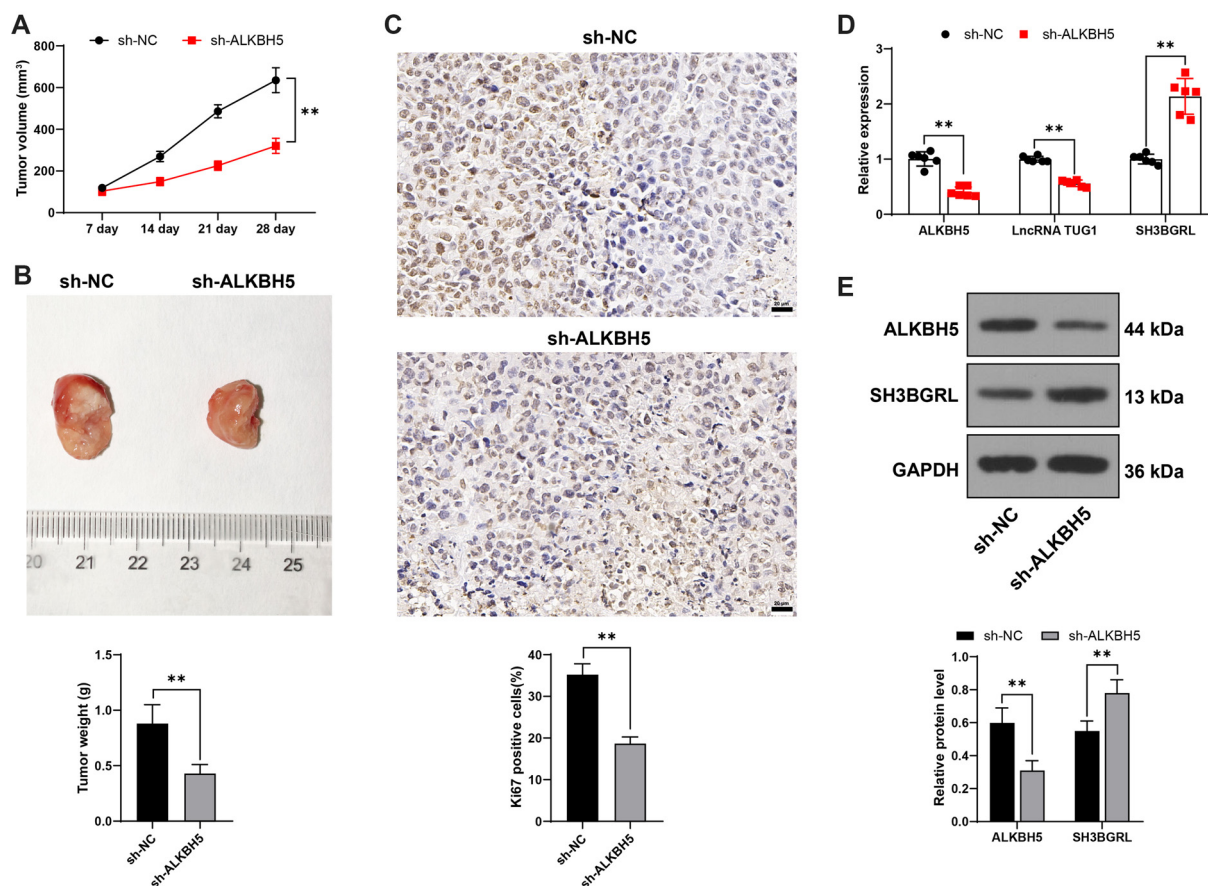 A
sh-NC
sh-ALKBH5
Tumor volume (mm³)
800
600
400
200
0
**
7 day
14 day
21 day
28 day
B
sh-NC
sh-ALKBH5
20
21
22
23
24
25
Tumor weight (g)
1.5
1.0
0.5
0.0
**
sh-NC
sh-ALKBH5
C
sh-NC
20 μm
sh-ALKBH5
20 μm
Ki67 positive cells(%)
40
30
20
10
0
**
sh-NC
sh-ALKBH5
D
sh-NC
sh-ALKBH5
Relative expression
3
2
1
0
**
**
**
ALKBH5
LncRNA TUG1
SH3BGRL
E
ALKBH5
44 kDa
SH3BGRL
13 kDa
GAPDH
36 kDa
sh-NC
sh-ALKBH5
sh-NC
sh-ALKBH5
Relative protein level
1.0
0.8
0.6
0.4
0.2
0.0
**
**
ALKBH5
SH3BGRL